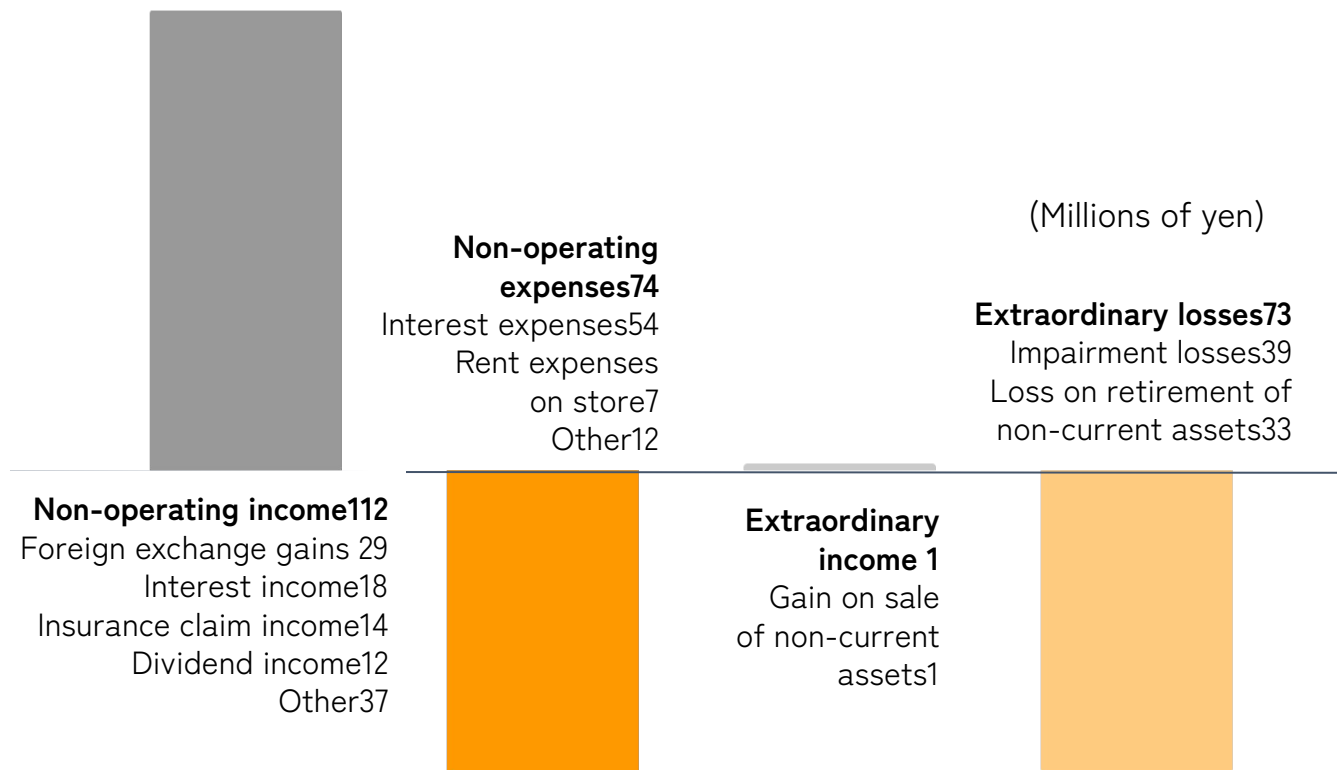 (Millions of yen)
Non-operating
expenses74
Interest expenses54
Rent expenses
on store7
Other12
Extraordinary losses73
Impairment losses39
Loss on retirement of
non-current assets33
Non-operating income112
Foreign exchange gains 29
Interest income18
Insurance claim income14
Dividend income12
Other37
Extraordinary
income 1
Gain on sale
of non-current
assets1